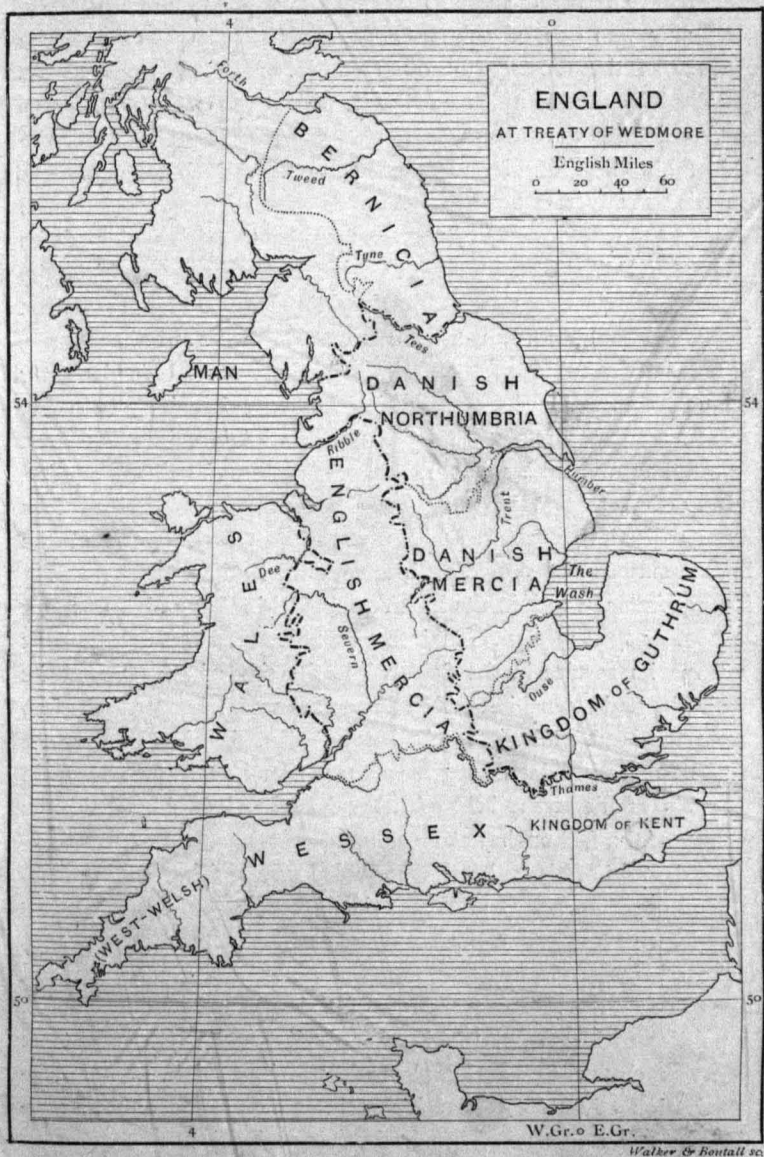 4
0
ENGLAND
AT TREATY OF WEDMORE
English Miles
0 20 40 60
Forth
BERNICIA
Tweed
Tyne
Tees
MAN
DANISH
NORTHUMBRIA
54
54
Ribble
Humber
Trent
ENGLISH MERCIA
DANISH
MERCIA
The
Wash
WALES
Dee
Severn
Ouse
KINGDOM OF GUTHRUM
Thames
KINGDOM OF KENT
WESSEX
(WEST-WELSH)
50
50
4
W.Gr.0 E.Gr.
Walker & Boutall sc.